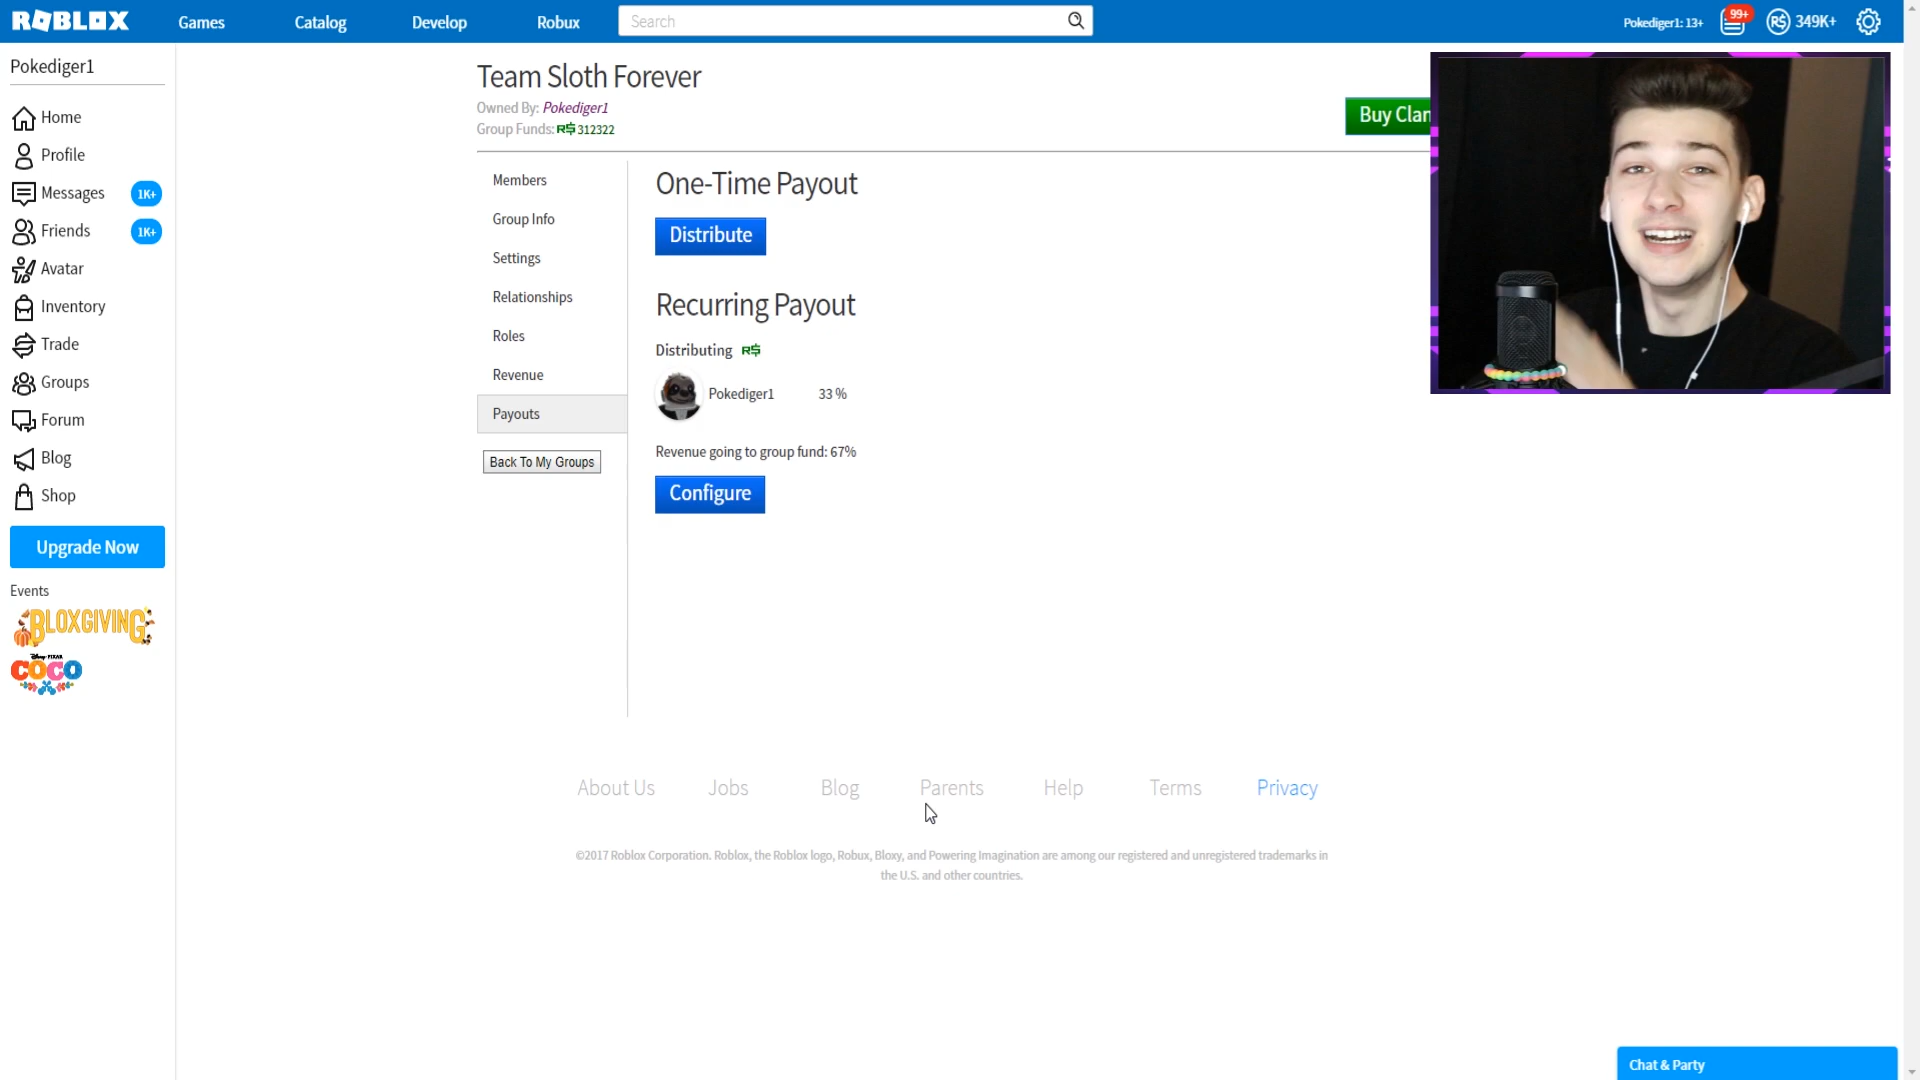 ROBLOX
Games
Catalog
Develop
Robux
Search
Pokediger1: 13+
99+
R$ 349K+
Pokediger1
Home
Profile
Messages 1K+
Friends 1K+
Avatar
Inventory
Trade
Groups
Forum
Blog
Shop
Upgrade Now
Events
BLOXGIVING
Disney PIXAR
COCO
Team Sloth Forever
Owned By: Pokediger1
Group Funds: R$ 312322
Buy Clan
Members
Group Info
Settings
Relationships
Roles
Revenue
Payouts
Back To My Groups
One-Time Payout
Distribute
Recurring Payout
Distributing R$
Pokediger1 33 %
Revenue going to group fund: 67%
Configure
About Us
Jobs
Blog
Parents
Help
Terms
Privacy
©2017 Roblox Corporation. Roblox, the Roblox logo, Robux, Bloxy, and Powering Imagination are among our registered and unregistered trademarks in
the U.S. and other countries.
Chat & Party